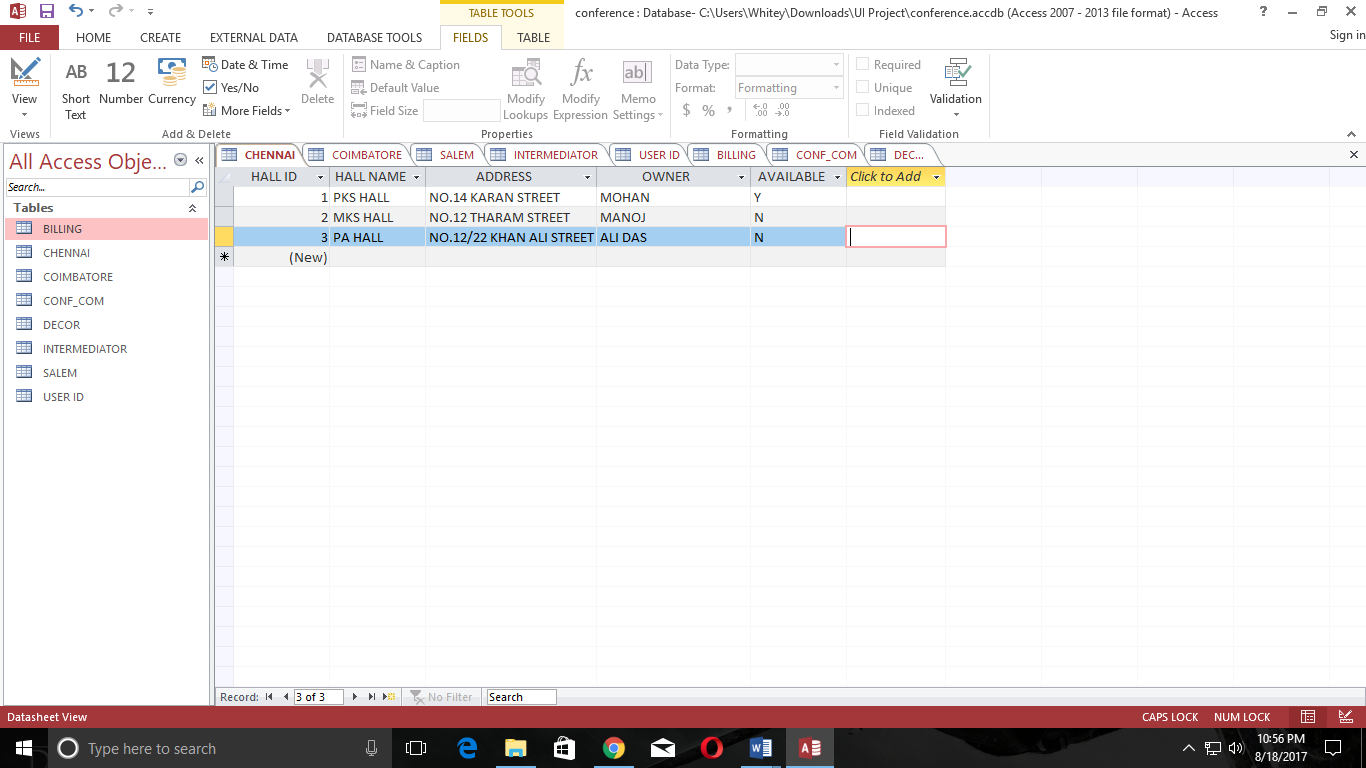 TABLE TOOLS
conference : Database- C:\Users\Whitey\Downloads\UI Project\conference.accdb (Access 2007 - 2013 file format) - Access
?
FILE HOME CREATE EXTERNAL DATA DATABASE TOOLS FIELDS TABLE
Sign in
View
Views
AB Short Text
12 Number
Currency
Date & Time
Yes/No
More Fields
Delete
Add & Delete
Name & Caption
Default Value
Field Size
Modify Lookups
fx Modify Expression
ab Memo Settings
Properties
Data Type:
Format: Formatting
$ % , ←.0 .00 .00 →.0
Formatting
Required
Unique
Indexed
Validation
Field Validation
All Access Obje... «
Search...
Tables
BILLING
CHENNAI
COIMBATORE
CONF_COM
DECOR
INTERMEDIATOR
SALEM
USER ID
CHENNAI COIMBATORE SALEM INTERMEDIATOR USER ID BILLING CONF_COM DEC...
HALL ID HALL NAME ADDRESS OWNER AVAILABLE Click to Add
1 PKS HALL NO.14 KARAN STREET MOHAN Y
2 MKS HALL NO.12 THARAM STREET MANOJ N
3 PA HALL NO.12/22 KHAN ALI STREET ALI DAS N
* (New)
Record: 3 of 3 No Filter Search
Datasheet View CAPS LOCK NUM LOCK
Type here to search
10:56 PM
8/18/2017